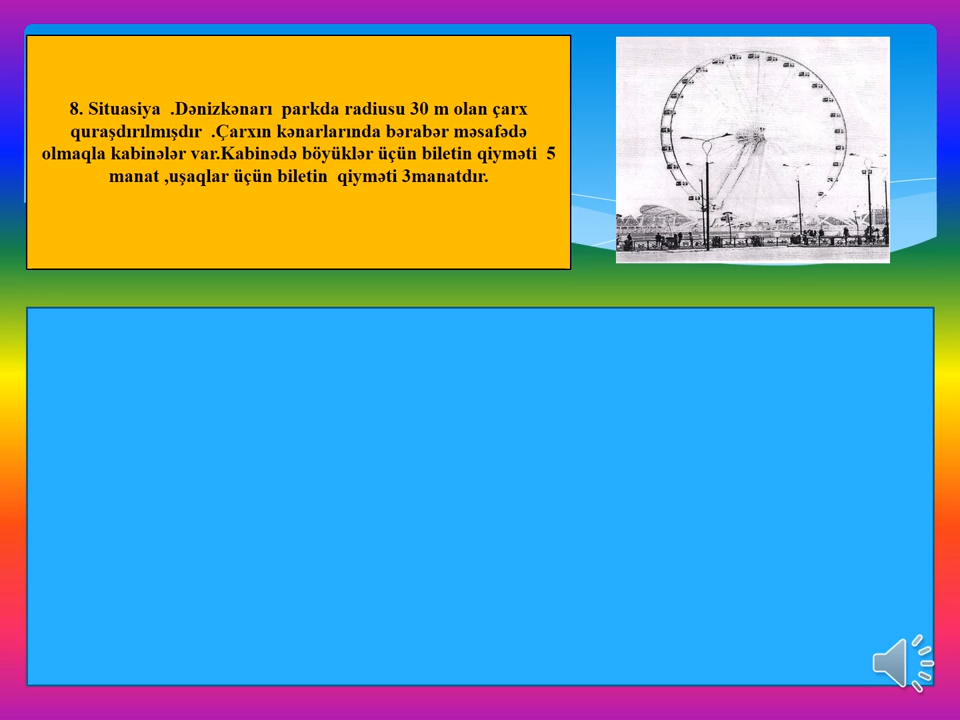 8. Situasiya .Dənizkənarı parkda radiusu 30 m olan çarx
quraşdırılmışdır .Çarxın kənarlarında bərabər məsafədə
olmaqla kabinələr var.Kabinədə böyüklər üçün biletin qiyməti 5
manat ,uşaqlar üçün biletin qiyməti 3manatdır.